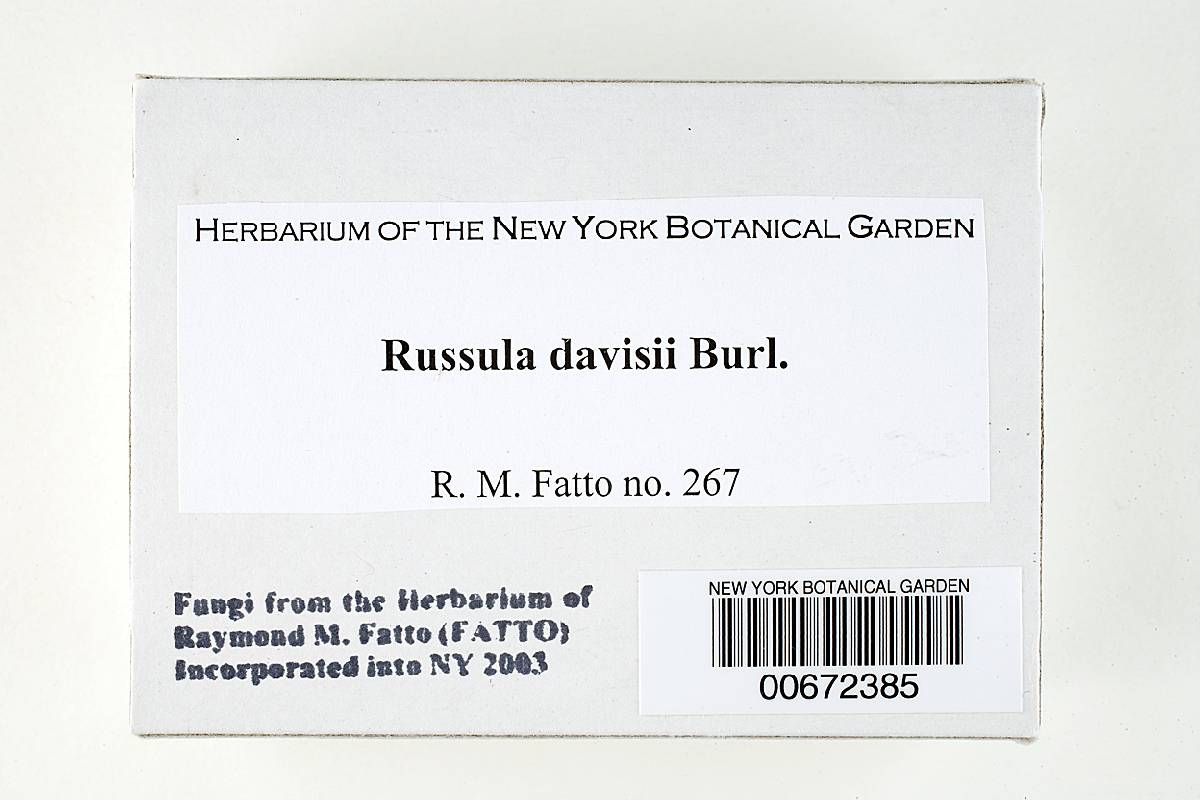 HERBARIUM OF THE NEW YORK BOTANICAL GARDEN
Russula davisii Burl.
R. M. Fatto no. 267
Fungi from the Herbarium of
Raymond M. Fatto (FATTO)
Incorporated into NY 2003
NEW YORK BOTANICAL GARDEN
00672385